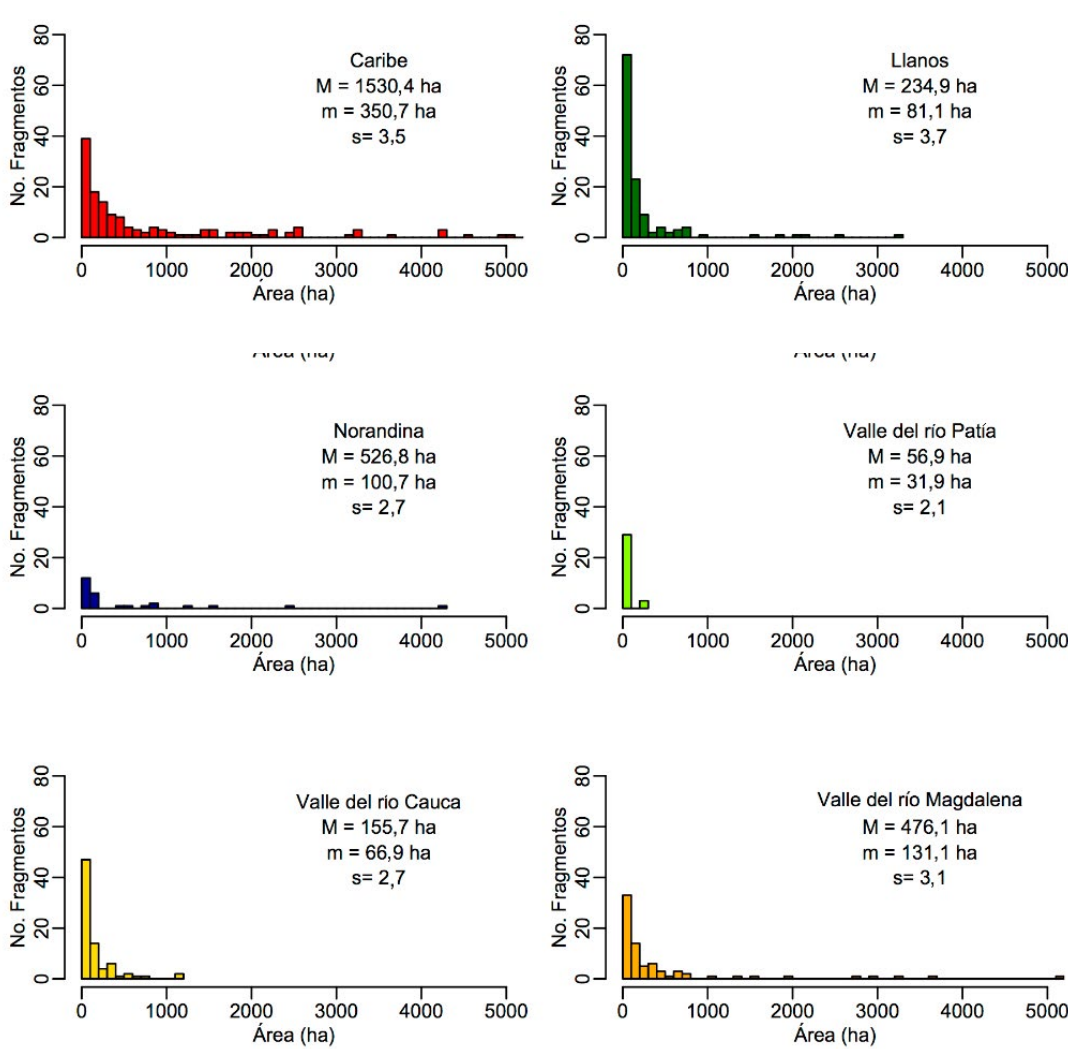 80
60
40
20
0
No. Fragmentos
Caribe
M = 1530,4 ha
m = 350,7 ha
s= 3,5
0 1000 2000 3000 4000 5000
Área (ha)
80
60
40
20
0
No. Fragmentos
Llanos
M = 234,9 ha
m = 81,1 ha
s= 3,7
0 1000 2000 3000 4000 5000
Área (ha)
Área (ha)
Área (ha)
80
60
40
20
0
No. Fragmentos
Norandina
M = 526,8 ha
m = 100,7 ha
s= 2,7
0 1000 2000 3000 4000 5000
Área (ha)
80
60
40
20
0
No. Fragmentos
Valle del río Patía
M = 56,9 ha
m = 31,9 ha
s= 2,1
0 1000 2000 3000 4000 5000
Área (ha)
80
60
40
20
0
No. Fragmentos
Valle del río Cauca
M = 155,7 ha
m = 66,9 ha
s= 2,7
0 1000 2000 3000 4000 5000
Área (ha)
80
60
40
20
0
No. Fragmentos
Valle del río Magdalena
M = 476,1 ha
m = 131,1 ha
s= 3,1
0 1000 2000 3000 4000 5000
Área (ha)